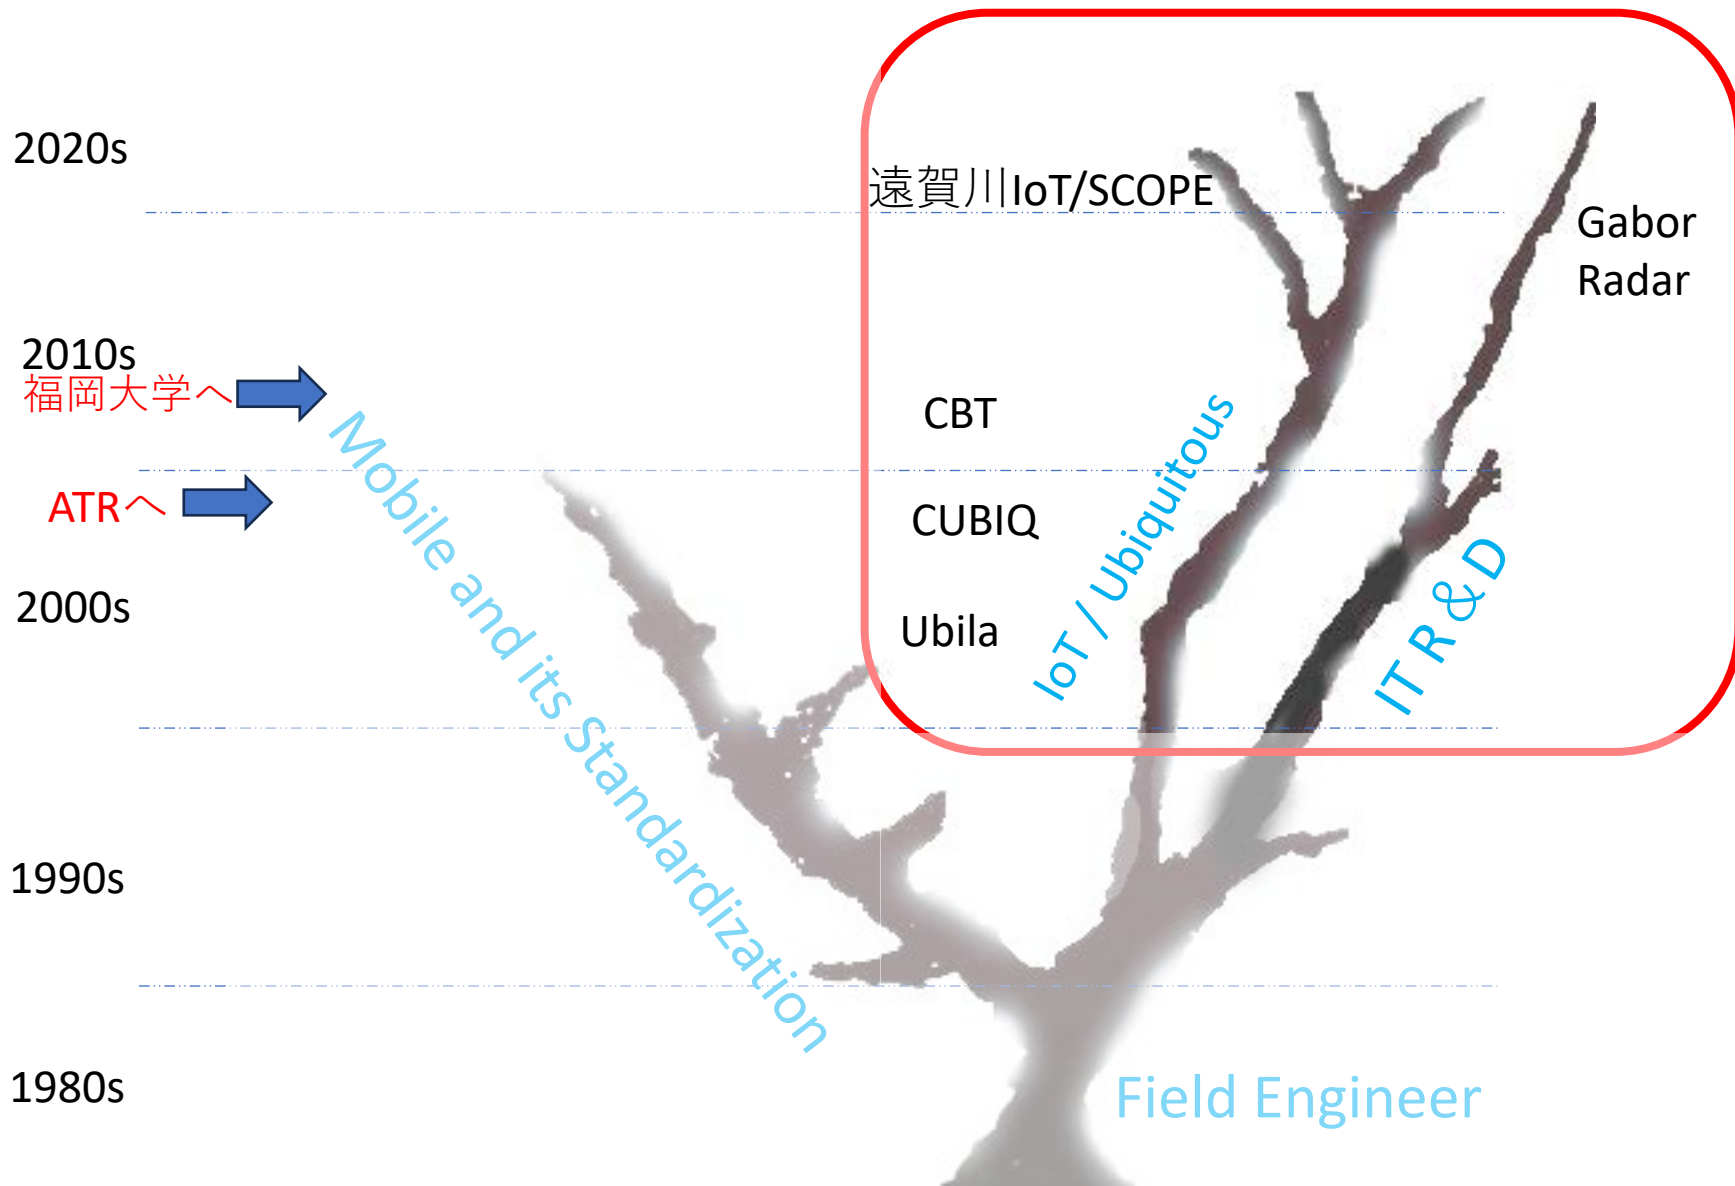 2020s
遠賀川IoT/SCOPE
Gabor
Radar
2010s
福岡大学へ
CBT
ATRへ
CUBIQ
2000s
Ubila
IoT / Ubiquitous
IT R & D
Mobile and its Standardization
1990s
1980s
Field Engineer